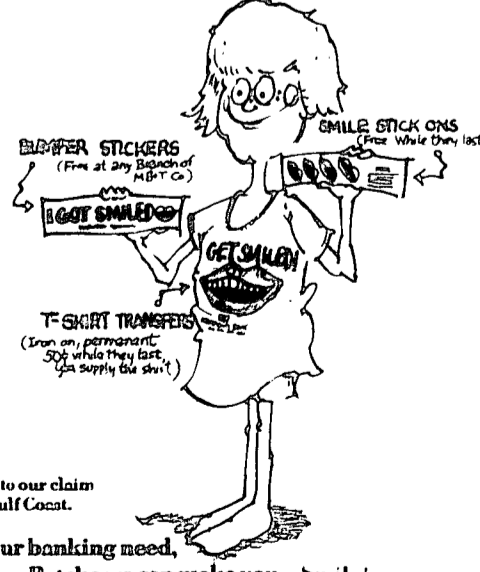 SMILE STICK ONS
(Free while they last
BUMPER STICKERS
(Free at any Branch of
MB&T Co)
I GOT SMILED
GET SMILED!
T-SHIRT TRANSFERS
(Iron on, permanant
50¢ while they last,
supply the shirt)
to our claim
ulf Coast.
ur banking need,